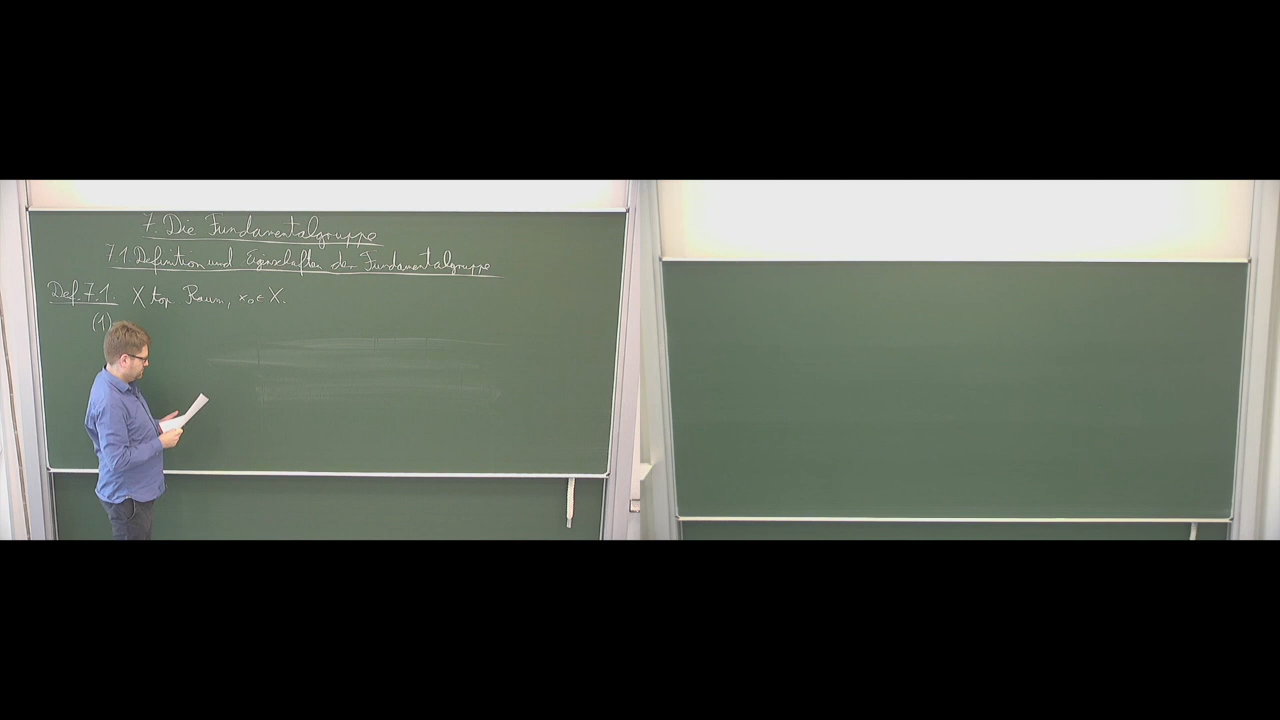 7. Die Fundamentalgruppe
7.1. Definition und Eigenschaften der Fundamentalgruppe
Def. 7.1. X top. Raum, x₀ ∈ X.
(1)